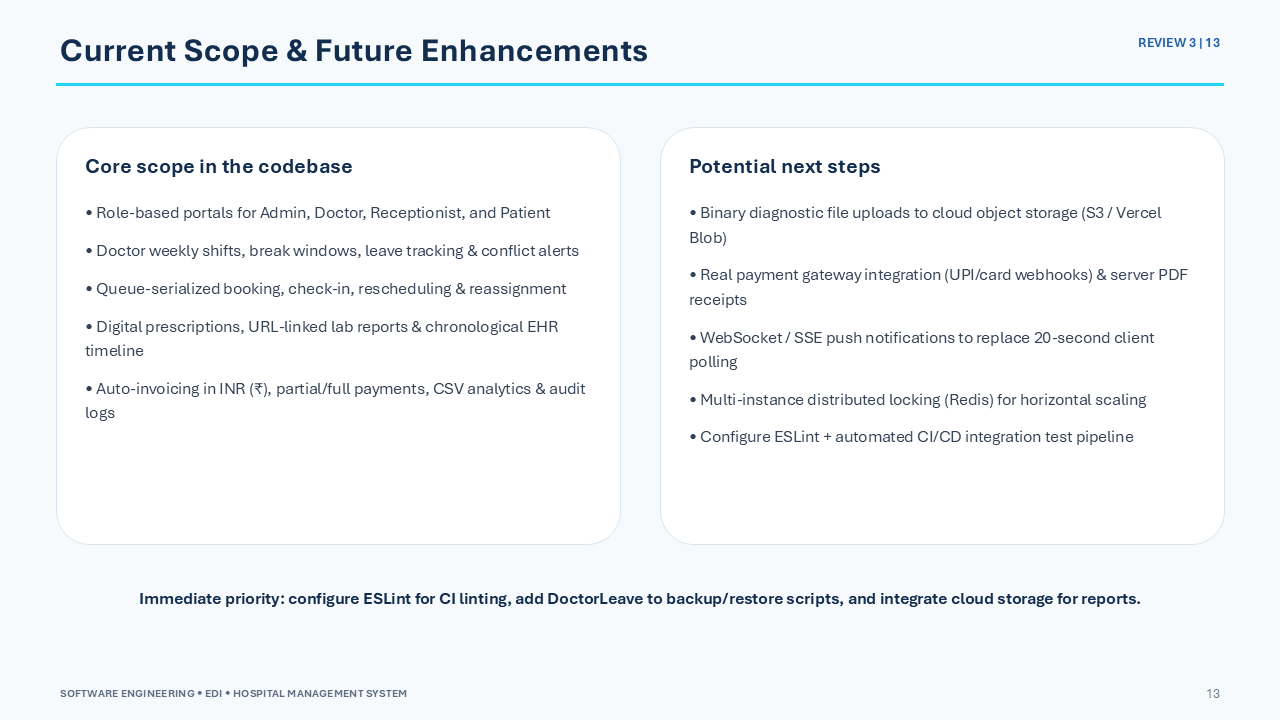 Current Scope & Future Enhancements
REVIEW 3 | 13
Core scope in the codebase
• Role-based portals for Admin, Doctor, Receptionist, and Patient
• Doctor weekly shifts, break windows, leave tracking & conflict alerts
• Queue-serialized booking, check-in, rescheduling & reassignment
• Digital prescriptions, URL-linked lab reports & chronological EHR
timeline
• Auto-invoicing in INR (₹), partial/full payments, CSV analytics & audit
logs
Potential next steps
• Binary diagnostic file uploads to cloud object storage (S3 / Vercel
Blob)
• Real payment gateway integration (UPI/card webhooks) & server PDF
receipts
• WebSocket / SSE push notifications to replace 20-second client
polling
• Multi-instance distributed locking (Redis) for horizontal scaling
• Configure ESLint + automated CI/CD integration test pipeline
Immediate priority: configure ESLint for CI linting, add DoctorLeave to backup/restore scripts, and integrate cloud storage for reports.
SOFTWARE ENGINEERING • EDI • HOSPITAL MANAGEMENT SYSTEM
13